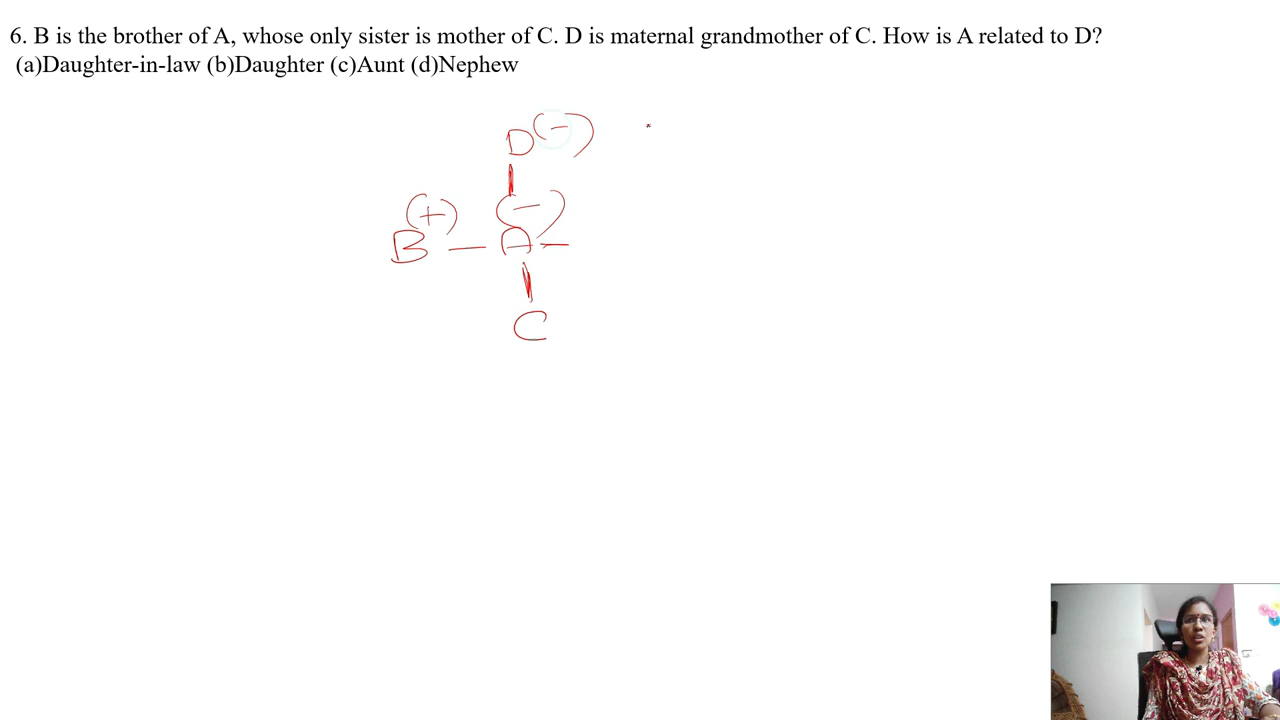 6. B is the brother of A, whose only sister is mother of C. D is maternal grandmother of C. How is A related to D?
(a)Daughter-in-law (b)Daughter (c)Aunt (d)Nephew
D(-)
(+) (-)
B - A -
C